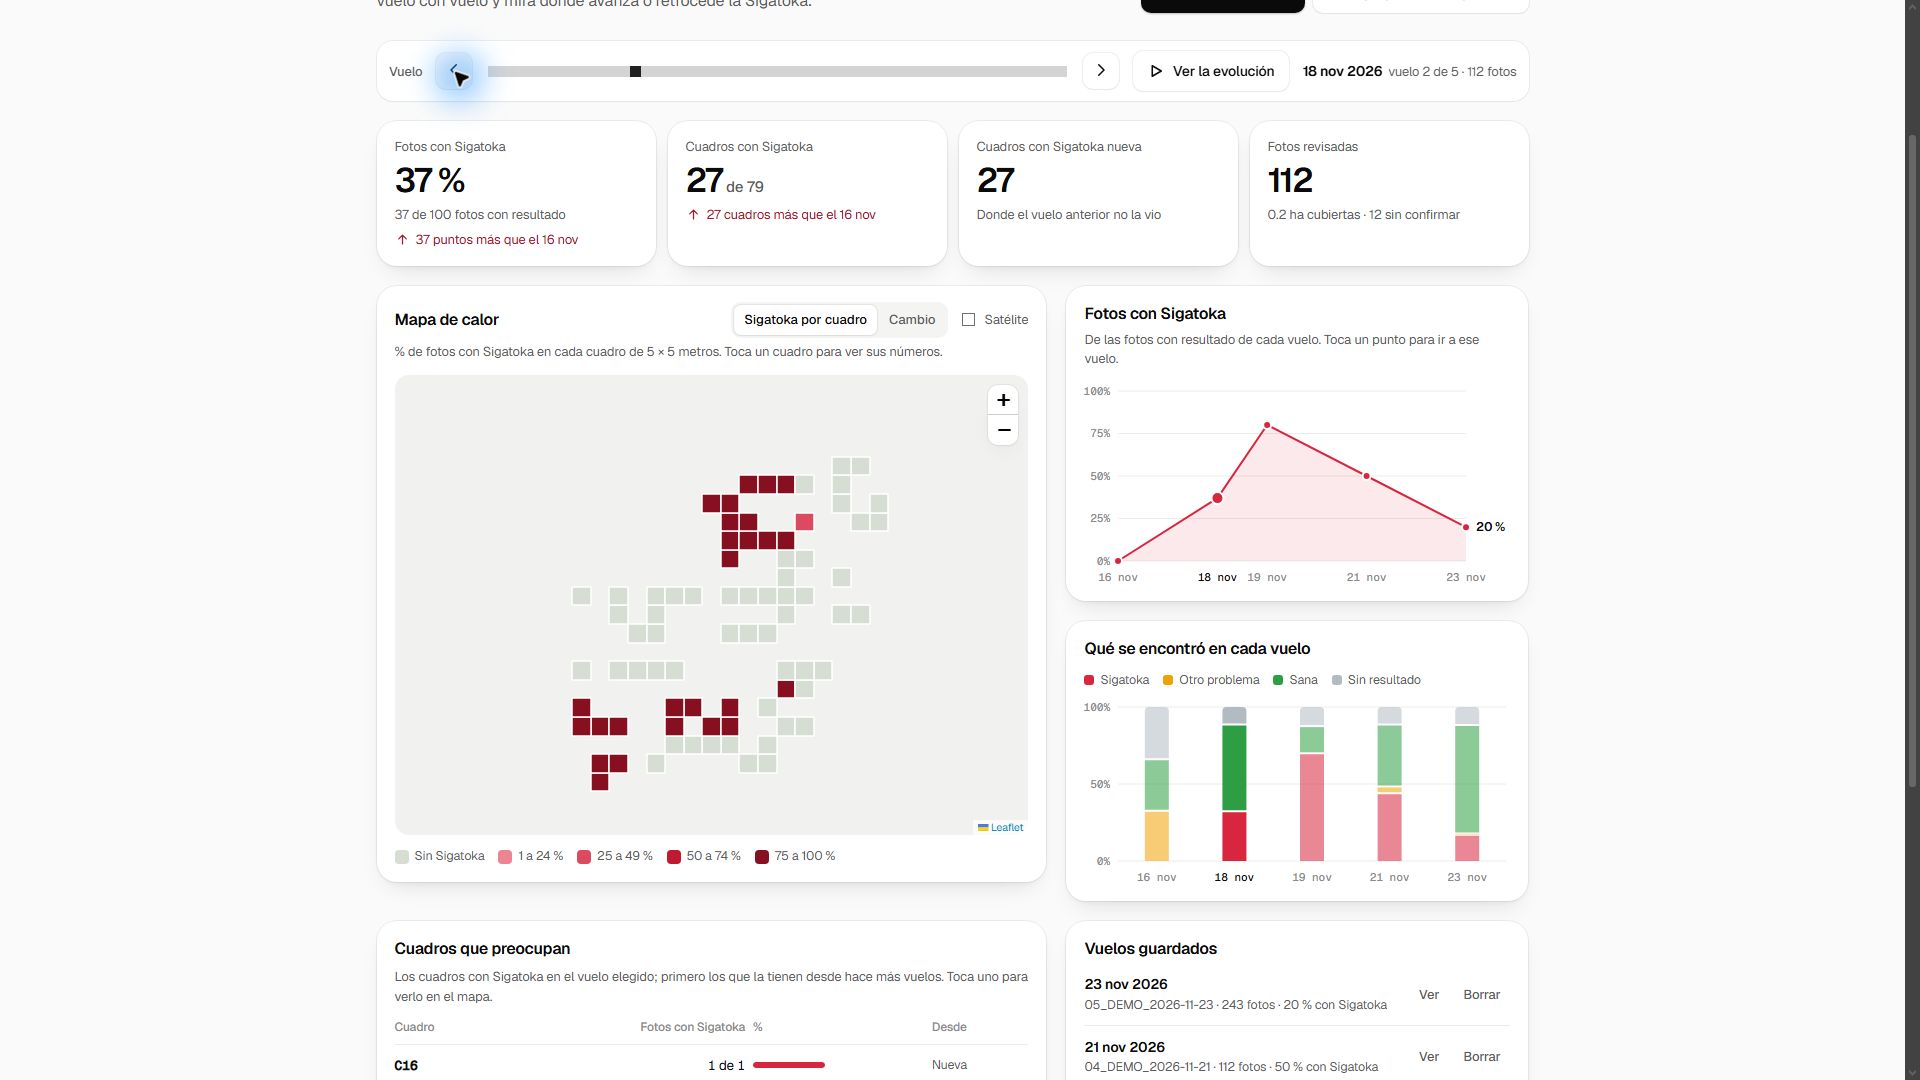 vuelo con vuelo y mira dónde avanza o retrocede la Sigatoka.
Vuelo
Ver la evolución
18 nov 2026 vuelo 2 de 5 · 112 fotos
Fotos con Sigatoka
37 %
37 de 100 fotos con resultado
↑ 37 puntos más que el 16 nov
Cuadros con Sigatoka
27 de 79
↑ 27 cuadros más que el 16 nov
Cuadros con Sigatoka nueva
27
Donde el vuelo anterior no la vio
Fotos revisadas
112
0.2 ha cubiertas · 12 sin confirmar
Mapa de calor
Sigatoka por cuadro
Cambio
Satélite
% de fotos con Sigatoka en cada cuadro de 5 × 5 metros. Toca un cuadro para ver sus números.
+
−
Leaflet
Sin Sigatoka
1 a 24 %
25 a 49 %
50 a 74 %
75 a 100 %
Fotos con Sigatoka
De las fotos con resultado de cada vuelo. Toca un punto para ir a ese
vuelo.
100%
75%
50%
25%
0%
20 %
16 nov
18 nov
19 nov
21 nov
23 nov
Qué se encontró en cada vuelo
Sigatoka
Otro problema
Sana
Sin resultado
100%
50%
0%
16 nov
18 nov
19 nov
21 nov
23 nov
Cuadros que preocupan
Los cuadros con Sigatoka en el vuelo elegido; primero los que la tienen desde hace más vuelos. Toca uno para
verlo en el mapa.
Cuadro
Fotos con Sigatoka
%
Desde
C16
1 de 1
Nueva
Vuelos guardados
23 nov 2026
05_DEMO_2026-11-23 · 243 fotos · 20 % con Sigatoka
Ver
Borrar
21 nov 2026
04_DEMO_2026-11-21 · 112 fotos · 50 % con Sigatoka
Ver
Borrar